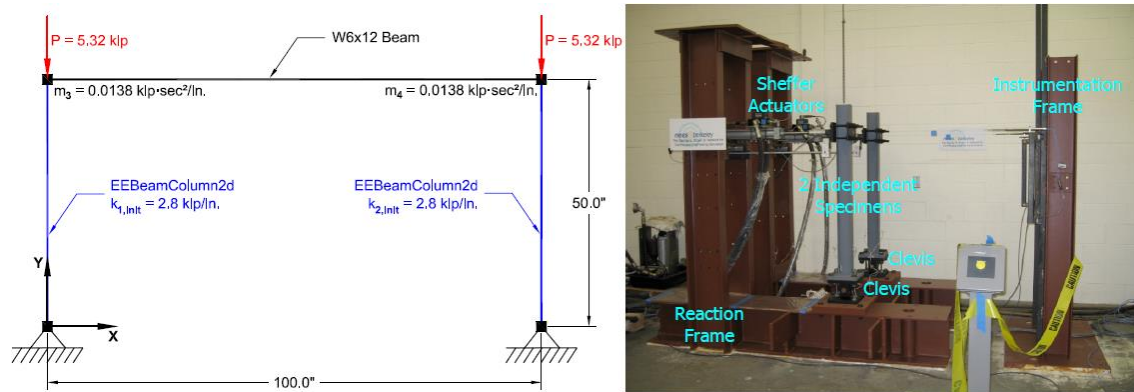 P = 5.32 kip
P = 5.32 kip
W6x12 Beam
m3 = 0.0138 kip·sec²/in.
m4 = 0.0138 kip·sec²/in.
EEBeamColumn2d
k1,init = 2.8 kip/in.
EEBeamColumn2d
k2,init = 2.8 kip/in.
50.0"
Y
X
100.0"
Sheffer
Actuators
Instrumentation
Frame
2 Independent
Specimens
Clevis
Clevis
Reaction
Frame
CAUTION
CAUTION